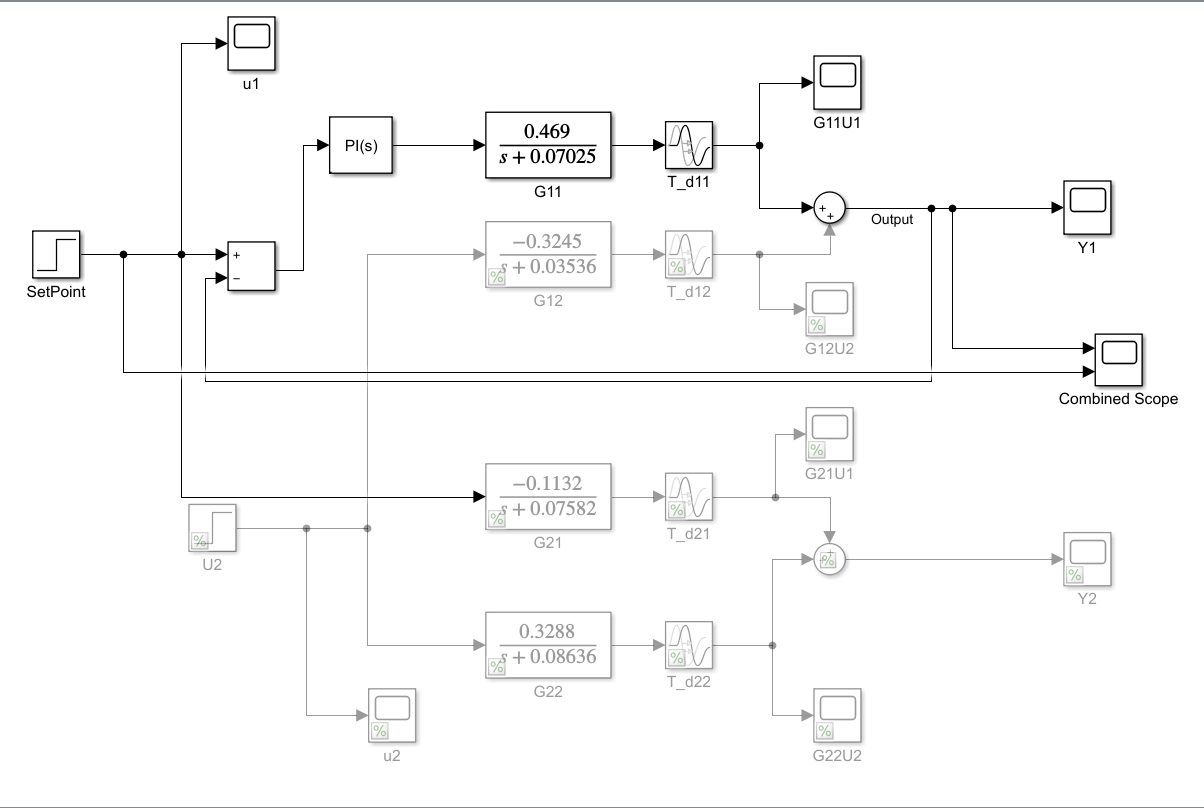 u1
G11U1
PI(s)
0.469
s + 0.07025
G11
T_d11
+
+
Output
Y1
SetPoint
+
−
−0.3245
s + 0.03536
%
G12
%
T_d12
%
G12U2
Combined Scope
%
G21U1
−0.1132
s + 0.07582
%
G21
%
T_d21
%
U2
%
%
Y2
0.3288
s + 0.08636
%
G22
%
T_d22
%
u2
%
G22U2